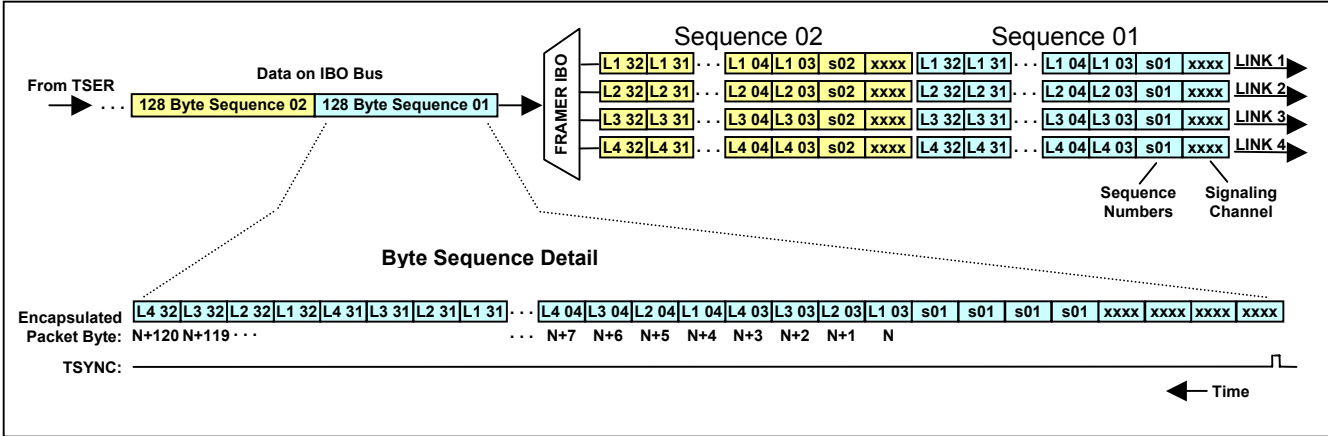 Sequence 02 Sequence 01
From TSER
Data on IBO Bus
. . . 128 Byte Sequence 02 128 Byte Sequence 01
FRAMER IBO
L1 32 L1 31 . . . L1 04 L1 03 s02 xxxx L1 32 L1 31 . . . L1 04 L1 03 s01 xxxx LINK 1
L2 32 L2 31 . . . L2 04 L2 03 s02 xxxx L2 32 L2 31 . . . L2 04 L2 03 s01 xxxx LINK 2
L3 32 L3 31 . . . L3 04 L3 03 s02 xxxx L3 32 L3 31 . . . L3 04 L3 03 s01 xxxx LINK 3
L4 32 L4 31 . . . L4 04 L4 03 s02 xxxx L4 32 L4 31 . . . L4 04 L4 03 s01 xxxx LINK 4
Sequence Numbers
Signaling Channel
Byte Sequence Detail
L4 32 L3 32 L2 32 L1 32 L4 31 L3 31 L2 31 L1 31 . . . L4 04 L3 04 L2 04 L1 04 L4 03 L3 03 L2 03 L1 03 s01 s01 s01 s01 xxxx xxxx xxxx xxxx
Encapsulated
Packet Byte: N+120 N+119 . . . . . . N+7 N+6 N+5 N+4 N+3 N+2 N+1 N
TSYNC:
Time